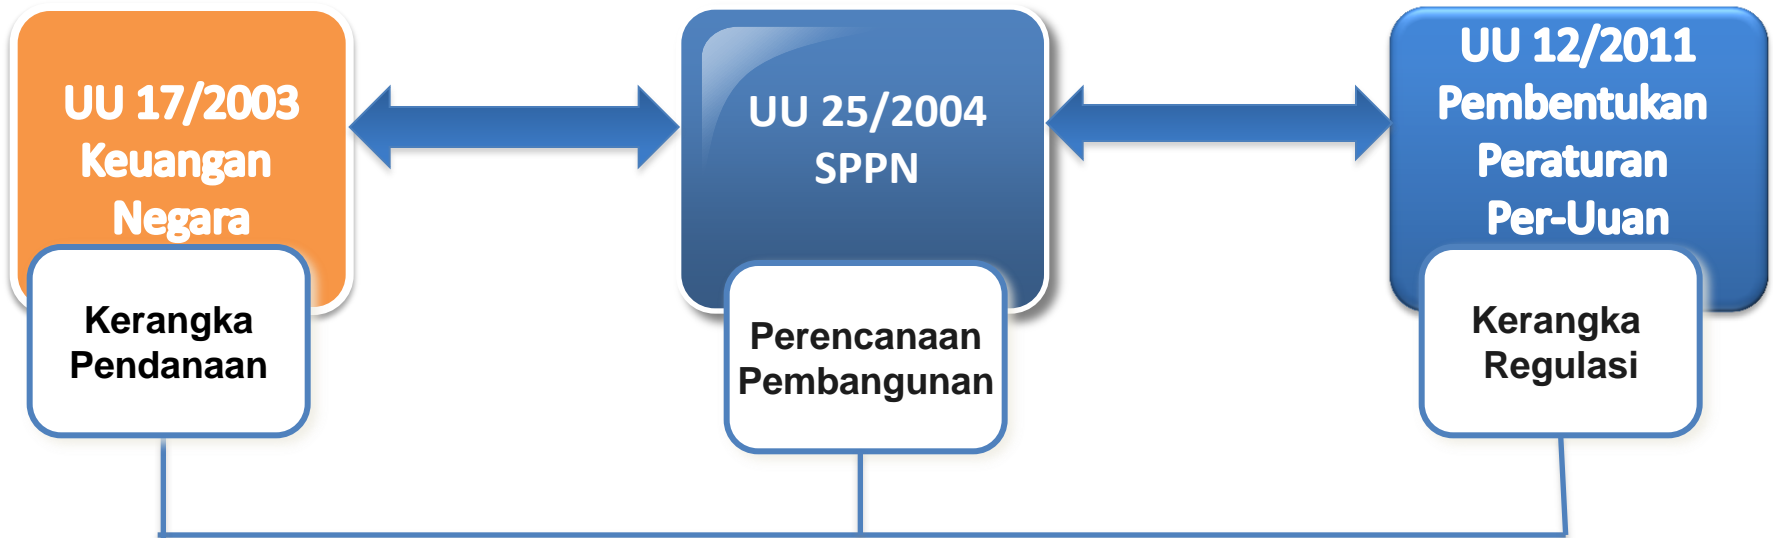 UU 17/2003
Keuangan
Negara
Kerangka
Pendanaan
UU 25/2004
SPPN
Perencanaan
Pembangunan
UU 12/2011
Pembentukan
Peraturan
Per-Uuan
Kerangka
Regulasi